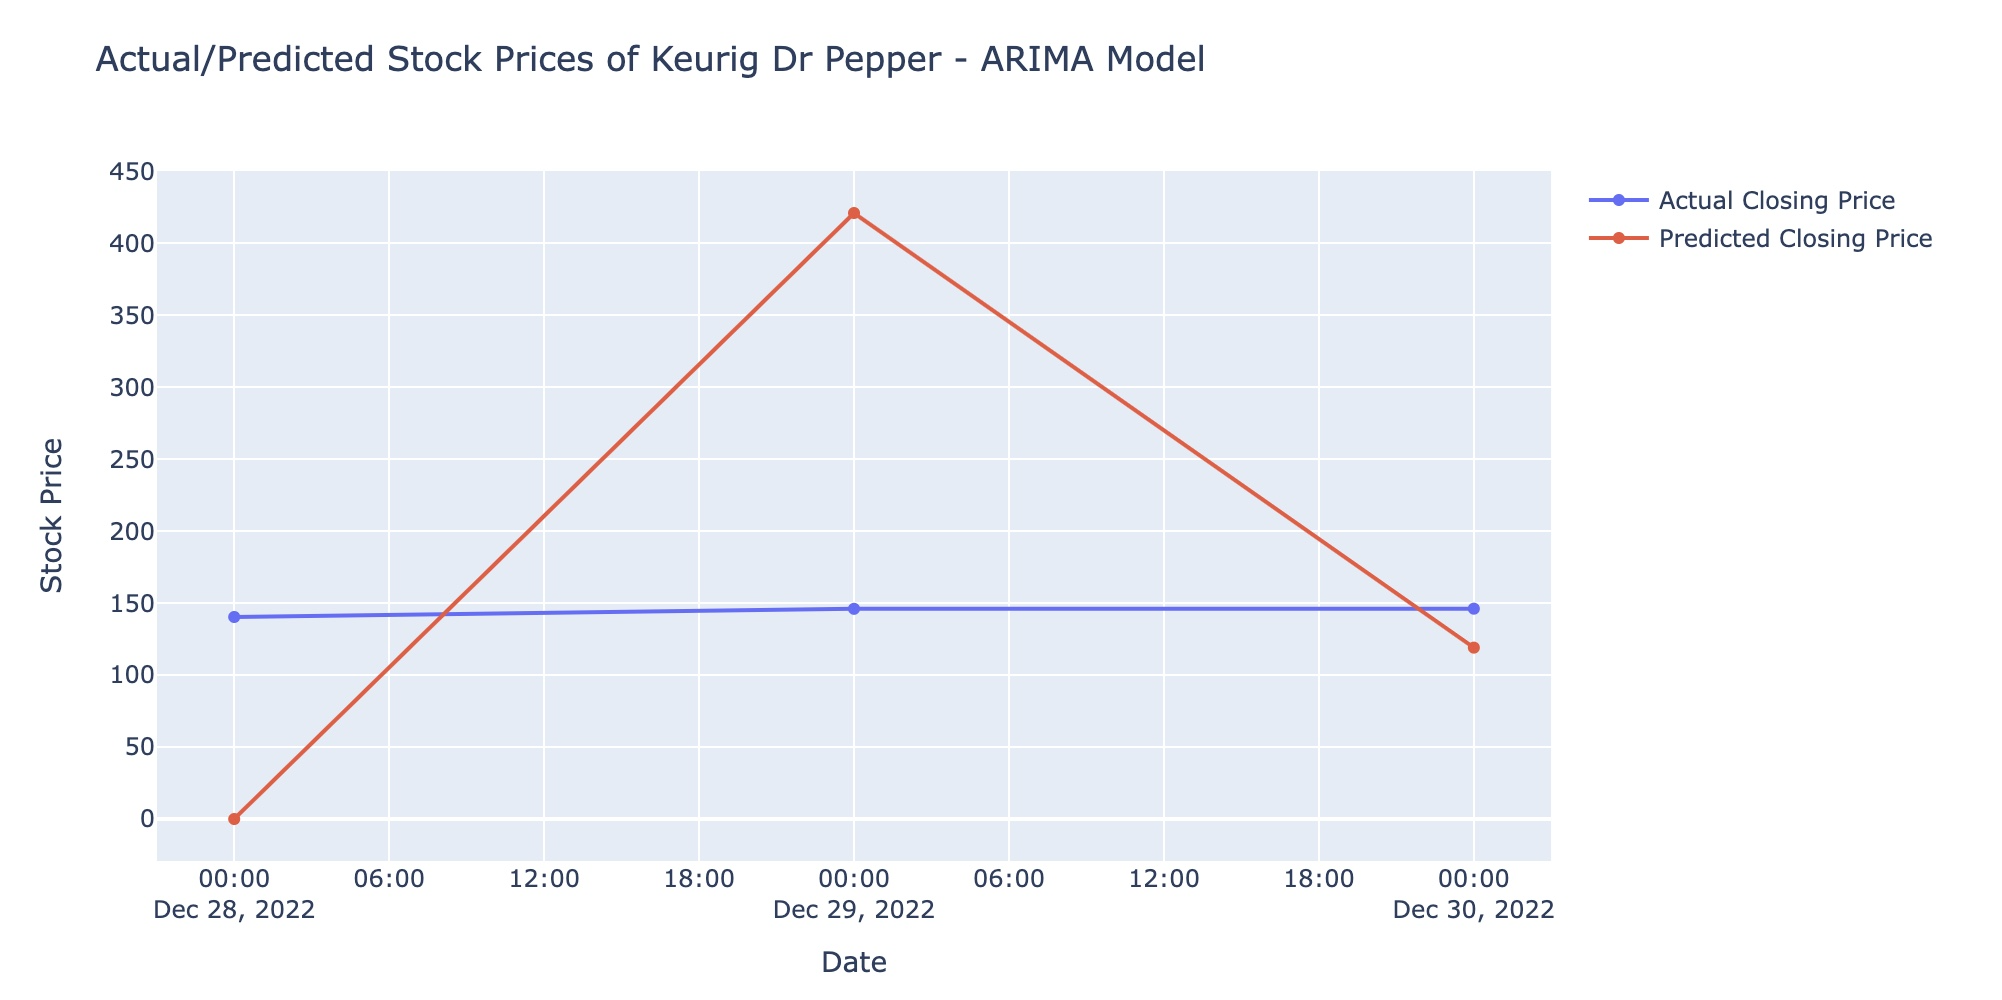 Actual/Predicted Stock Prices of Keurig Dr Pepper - ARIMA Model
Actual Closing Price
Predicted Closing Price
450
400
350
300
250
200
150
100
50
0
Stock Price
00:00 06:00 12:00 18:00 00:00 06:00 12:00 18:00 00:00
Dec 28, 2022 Dec 29, 2022 Dec 30, 2022
Date